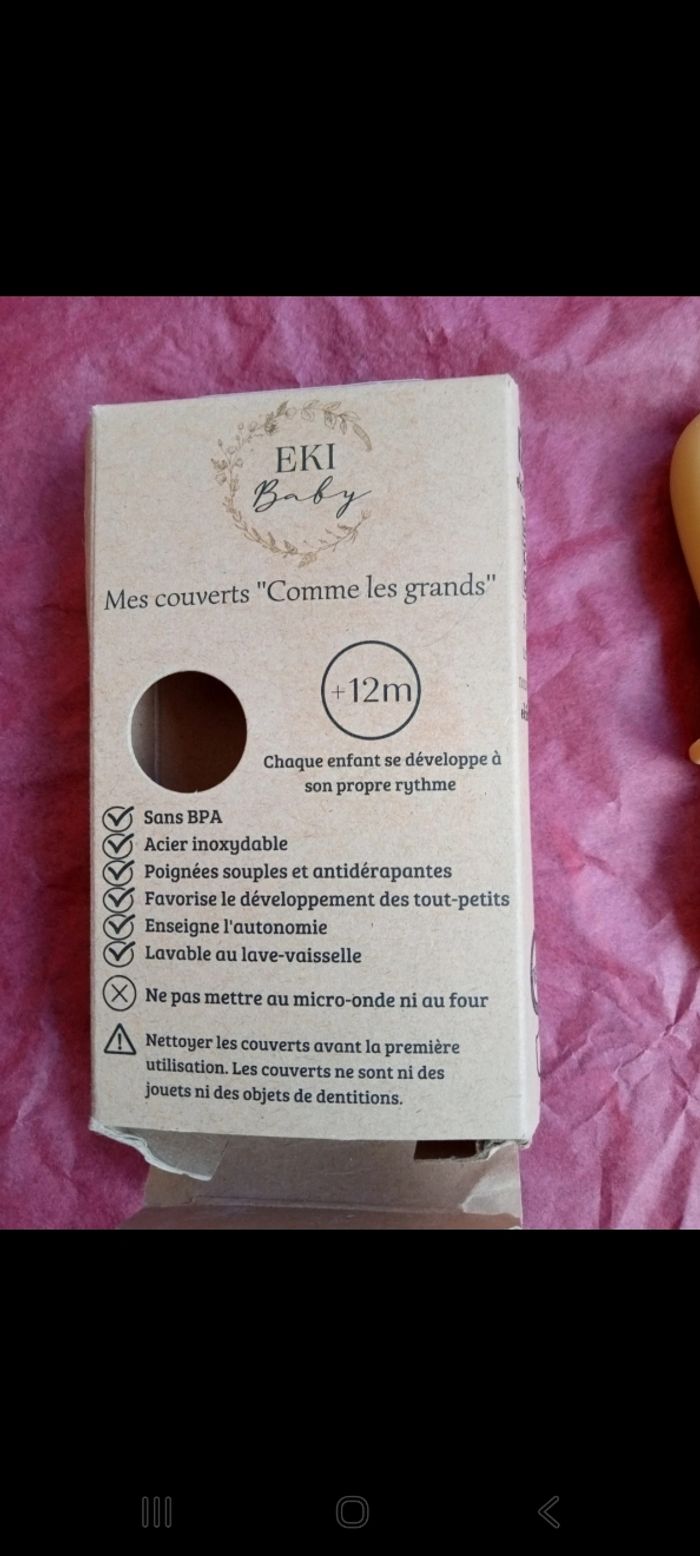 EKI
Baby
Mes couverts "Comme les grands"
+12m
Chaque enfant se développe à
son propre rythme
Sans BPA
Acier inoxydable
Poignées souples et antidérapantes
Favorise le développement des tout-petits
Enseigne l'autonomie
Lavable au lave-vaisselle
Ne pas mettre au micro-onde ni au four
Nettoyer les couverts avant la première
utilisation. Les couverts ne sont ni des
jouets ni des objets de dentitions.